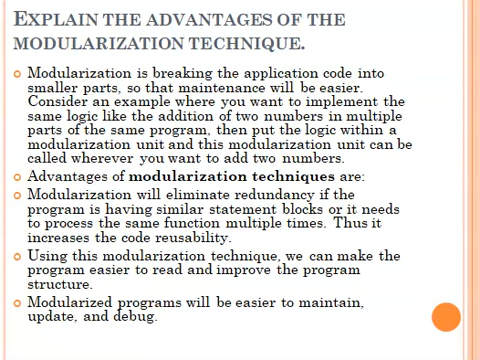 EXPLAIN THE ADVANTAGES OF THE
MODULARIZATION TECHNIQUE.
Modularization is breaking the application code into
smaller parts, so that maintenance will be easier.
Consider an example where you want to implement the
same logic like the addition of two numbers in multiple
parts of the same program, then put the logic within a
modularization unit and this modularization unit can be
called wherever you want to add two numbers.
Advantages of modularization techniques are:
Modularization will eliminate redundancy if the
program is having similar statement blocks or it needs
to process the same function multiple times. Thus it
increases the code reusability.
Using this modularization technique, we can make the
program easier to read and improve the program
structure.
Modularized programs will be easier to maintain,
update, and debug.